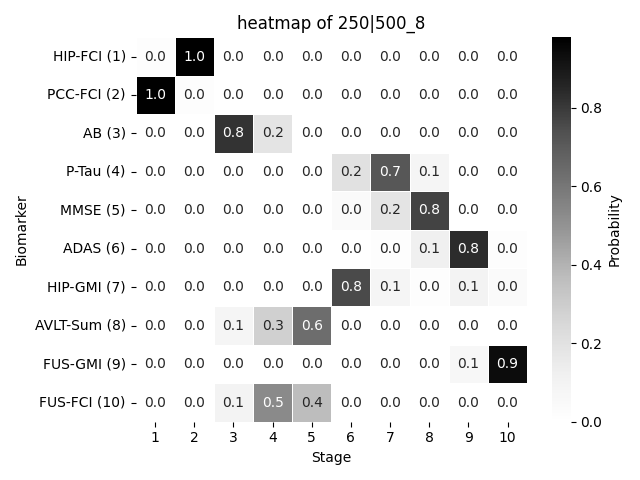 heatmap of 250|500_8
HIP-FCI (1) 0.0 1.0 0.0 0.0 0.0 0.0 0.0 0.0 0.0 0.0
PCC-FCI (2) 1.0 0.0 0.0 0.0 0.0 0.0 0.0 0.0 0.0 0.0
AB (3) 0.0 0.0 0.8 0.2 0.0 0.0 0.0 0.0 0.0 0.0
P-Tau (4) 0.0 0.0 0.0 0.0 0.0 0.2 0.7 0.1 0.0 0.0
MMSE (5) 0.0 0.0 0.0 0.0 0.0 0.0 0.2 0.8 0.0 0.0
ADAS (6) 0.0 0.0 0.0 0.0 0.0 0.0 0.0 0.1 0.8 0.0
HIP-GMI (7) 0.0 0.0 0.0 0.0 0.0 0.8 0.1 0.0 0.1 0.0
AVLT-Sum (8) 0.0 0.0 0.1 0.3 0.6 0.0 0.0 0.0 0.0 0.0
FUS-GMI (9) 0.0 0.0 0.0 0.0 0.0 0.0 0.0 0.0 0.1 0.9
FUS-FCI (10) 0.0 0.0 0.1 0.5 0.4 0.0 0.0 0.0 0.0 0.0
1 2 3 4 5 6 7 8 9 10
Stage
Biomarker
0.8
0.6
0.4
0.2
0.0
Probability